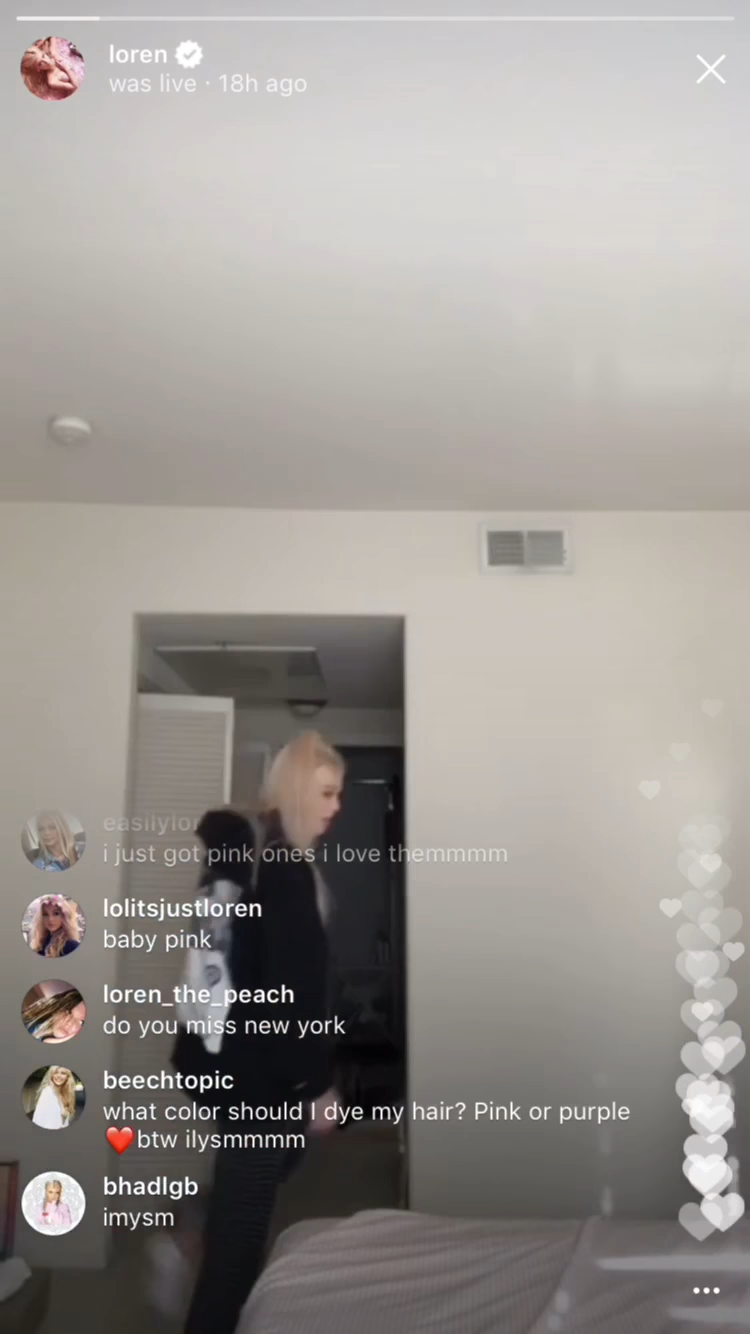 loren
was live · 18h ago
easilylor
i just got pink ones i love themmmm
lolitsjustloren
baby pink
loren_the_peach
do you miss new york
beechtopic
what color should I dye my hair? Pink or purple
❤️btw ilysmmmm
bhadlgb
imysm